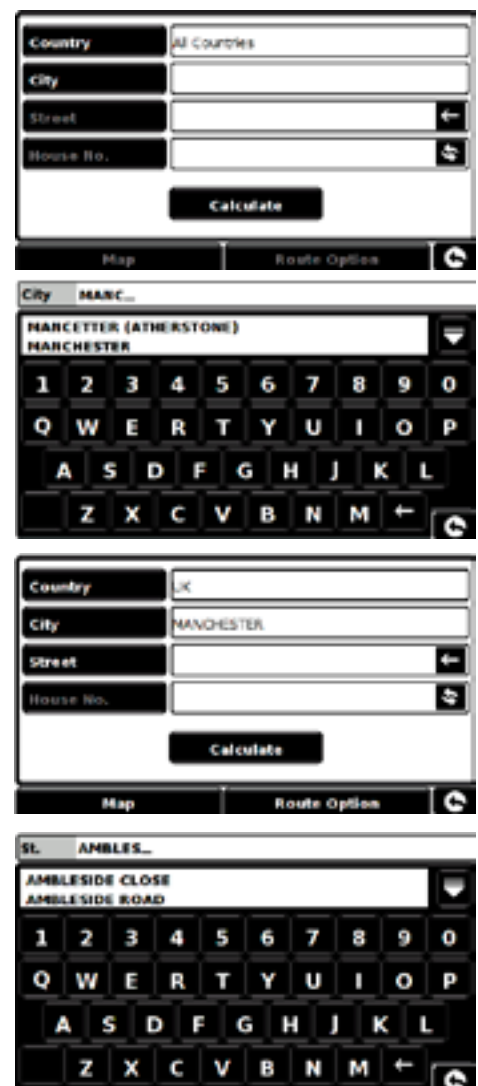 Country All Countries
City
Street
House No.
Calculate
Map Route Option
City MANC_
MANCETTER (ATHERSTONE)
MANCHESTER
1 2 3 4 5 6 7 8 9 0
Q W E R T Y U I O P
A S D F G H J K L
Z X C V B N M
Country UK
City MANCHESTER
Street
House No.
Calculate
Map Route Option
St. AMBLES_
AMBLESIDE CLOSE
AMBLESIDE ROAD
1 2 3 4 5 6 7 8 9 0
Q W E R T Y U I O P
A S D F G H J K L
Z X C V B N M